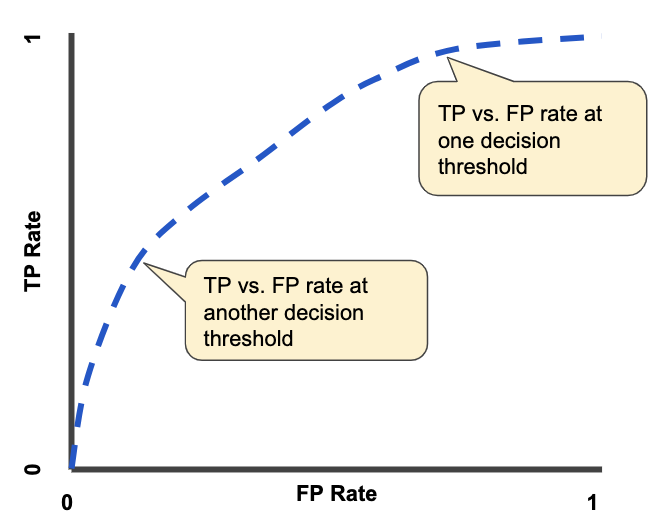 1
TP vs. FP rate at
one decision
threshold
TP Rate
TP vs. FP rate at
another decision
threshold
0
0
FP Rate
1